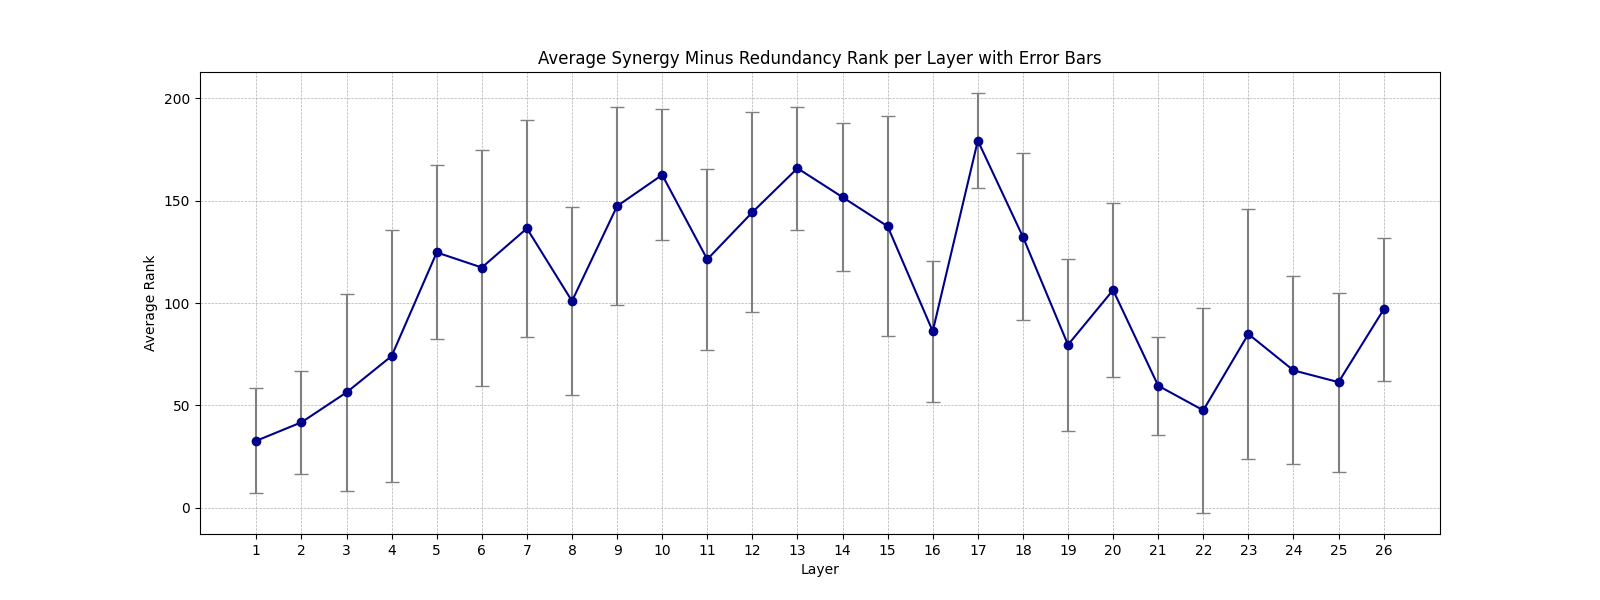 Average Synergy Minus Redundancy Rank per Layer with Error Bars
Average Rank
200
150
100
50
0
1 2 3 4 5 6 7 8 9 10 11 12 13 14 15 16 17 18 19 20 21 22 23 24 25 26
Layer